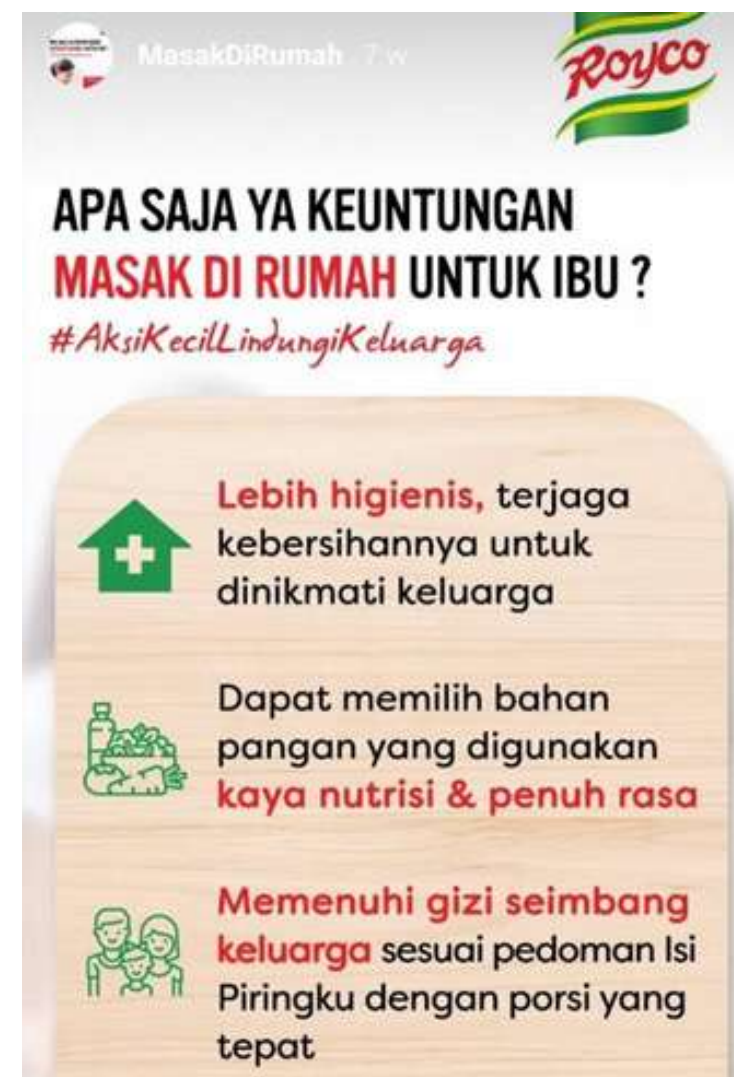 MasakDiRumah 7 w
Royco
APA SAJA YA KEUNTUNGAN
MASAK DI RUMAH UNTUK IBU ?
#AksiKecilLindungiKeluarga
Lebih higienis, terjaga
kebersihannya untuk
dinikmati keluarga
Dapat memilih bahan
pangan yang digunakan
kaya nutrisi & penuh rasa
Memenuhi gizi seimbang
keluarga sesuai pedoman Isi
Piringku dengan porsi yang
tepat